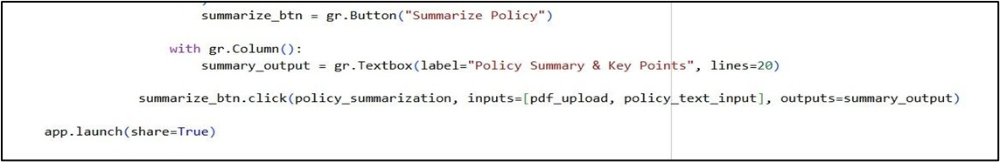 summarize_btn = gr.Button("Summarize Policy")
with gr.Column():
summary_output = gr.Textbox(label="Policy Summary & Key Points", lines=20)
summarize_btn.click(policy_summarization, inputs=[pdf_upload, policy_text_input], outputs=summary_output)
app.launch(share=True)